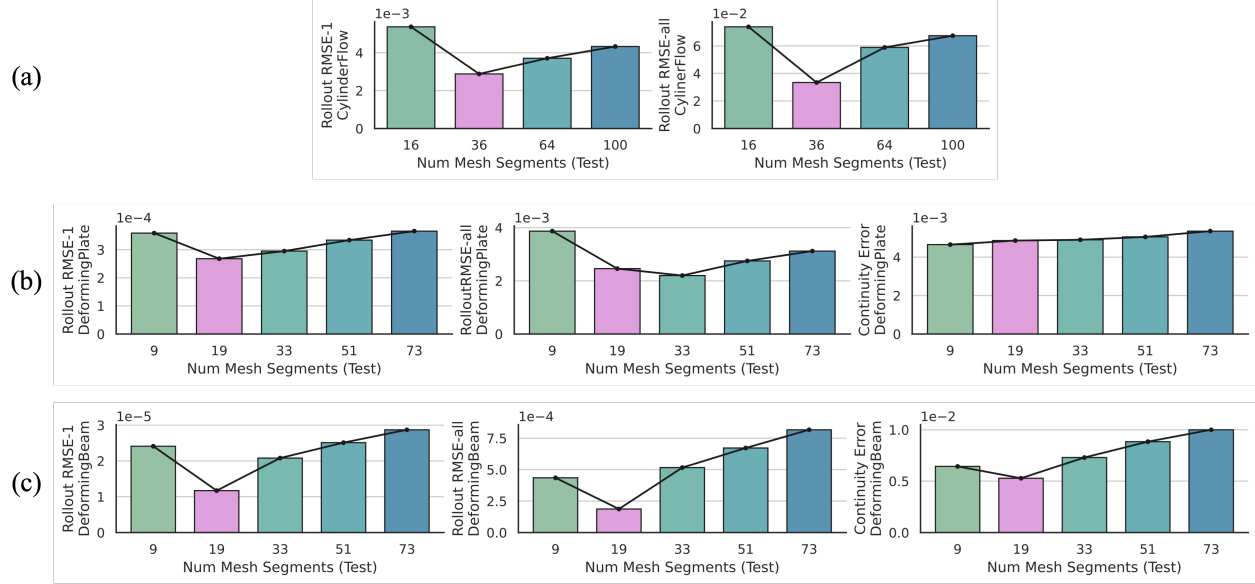 (a)
1e−3
Rollout RMSE-1
CylinderFlow
4
2
0
16 36 64 100
Num Mesh Segments (Test)
1e−2
Rollout RMSE-all
CylinerFlow
6
4
2
0
16 36 64 100
Num Mesh Segments (Test)
(b)
1e−4
Rollout RMSE-1
DeformingPlate
3
2
1
0
9 19 33 51 73
Num Mesh Segments (Test)
1e−3
RolloutRMSE-all
DeformingPlate
4
2
0
9 19 33 51 73
Num Mesh Segments (Test)
1e−3
Continuity Error
DeformingPlate
4
2
0
9 19 33 51 73
Num Mesh Segments (Test)
(c)
1e−5
Rollout RMSE-1
DeformingBeam
3
2
1
0
9 19 33 51 73
Num Mesh Segments (Test)
1e−4
Rollout RMSE-all
DeformingBeam
7.5
5.0
2.5
0.0
9 19 33 51 73
Num Mesh Segments (Test)
1e−2
Continuity Error
DeformingBeam
1.0
0.5
0.0
9 19 33 51 73
Num Mesh Segments (Test)